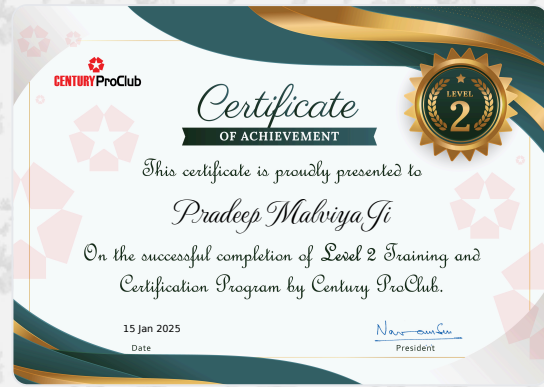 CENTURY ProClub
LEVEL
2
Certificate
OF ACHIEVEMENT
This certificate is proudly presented to
Pradeep Malviya Ji
On the successful completion of Level 2 Training and
Certification Program by Century ProClub.
15 Jan 2025
Date
President